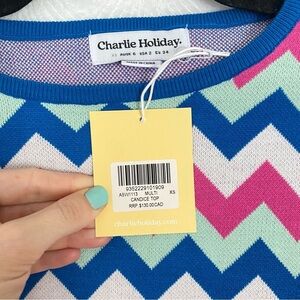 Charlie Holiday.
AU/UK 6 USA 2 EU 34
9352229101909
ASW1113 MULTI XS
CANDICE TOP
RRP $130.00CAD
charlieholiday.com